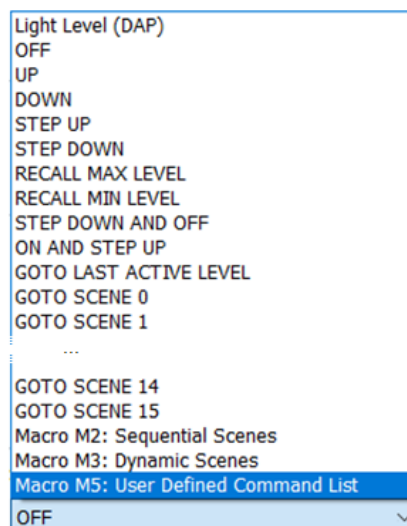 Light Level (DAP)
OFF
UP
DOWN
STEP UP
STEP DOWN
RECALL MAX LEVEL
RECALL MIN LEVEL
STEP DOWN AND OFF
ON AND STEP UP
GOTO LAST ACTIVE LEVEL
GOTO SCENE 0
GOTO SCENE 1
...
GOTO SCENE 14
GOTO SCENE 15
Macro M2: Sequential Scenes
Macro M3: Dynamic Scenes
Macro M5: User Defined Command List
OFF